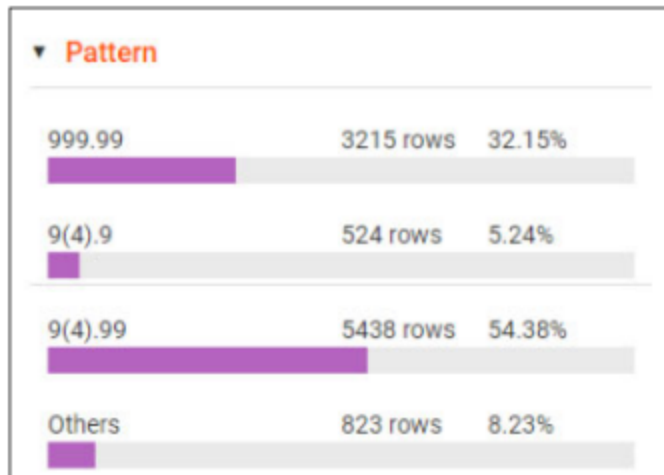 Pattern
999.99 3215 rows 32.15%
9(4).9 524 rows 5.24%
9(4).99 5438 rows 54.38%
Others 823 rows 8.23%